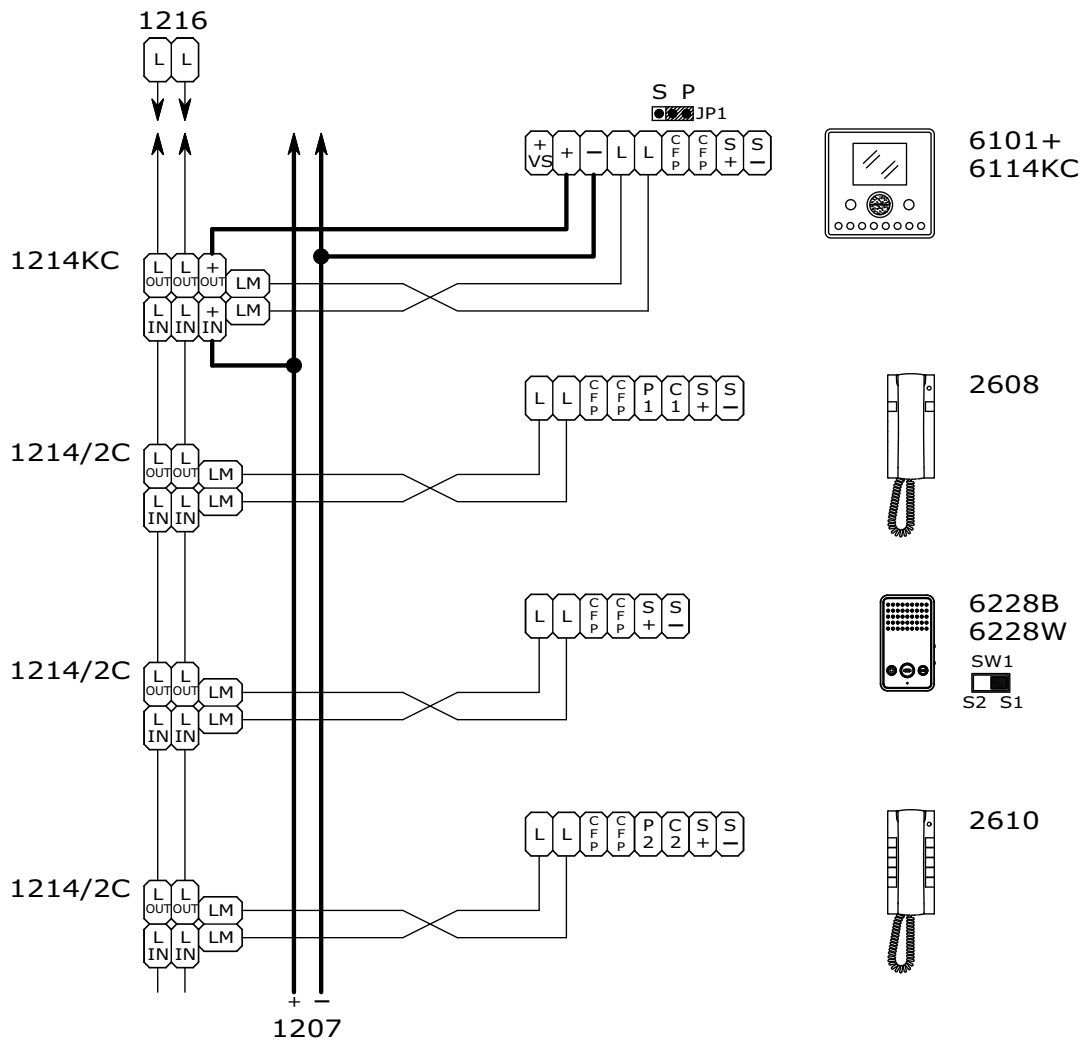 1216
L L
S P
JP1
+ VS + − L L CFP CFP S+ S−
6101+
6114KC
1214KC
L OUT L OUT + OUT LM
L IN L IN + IN LM
L L CFP CFP P1 C1 S+ S−
2608
1214/2C
L OUT L OUT LM
L IN L IN LM
L L CFP CFP S+ S−
6228B
6228W
SW1
S2 S1
1214/2C
L OUT L OUT LM
L IN L IN LM
L L CFP CFP P2 C2 S+ S−
2610
1214/2C
L OUT L OUT LM
L IN L IN LM
+ −
1207